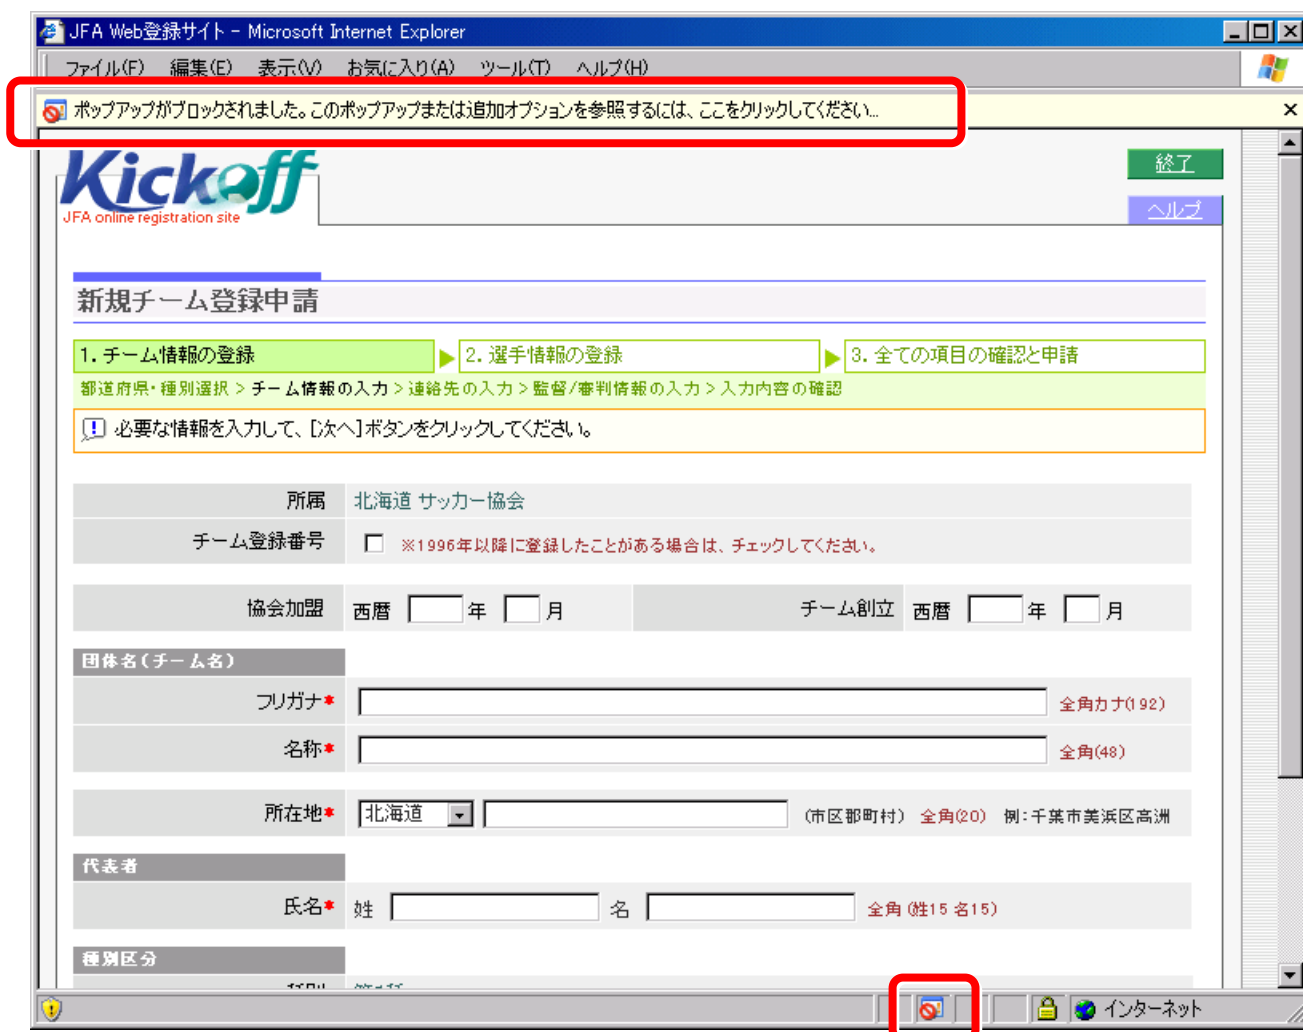 JFA Web登録サイト - Microsoft Internet Explorer
ファイル(F) 編集(E) 表示(V) お気に入り(A) ツール(T) ヘルプ(H)
ポップアップがブロックされました。このポップアップまたは追加オプションを参照するには、ここをクリックしてください...
Kickoff
JFA online registration site
終了
ヘルプ
新規チーム登録申請
1. チーム情報の登録 2. 選手情報の登録 3. 全ての項目の確認と申請
都道府県・種別選択 > チーム情報の入力 > 連絡先の入力 > 監督/審判情報の入力 > 入力内容の確認
必要な情報を入力して、[次へ]ボタンをクリックしてください。
所属 北海道 サッカー協会
チーム登録番号 ※1996年以降に登録したことがある場合は、チェックしてください。
協会加盟 西暦 年 月 チーム創立 西暦 年 月
団体名(チーム名)
フリガナ* 全角カナ(192)
名称* 全角(48)
所在地* 北海道 (市区郡町村) 全角(20) 例:千葉市美浜区高洲
代表者
氏名* 姓 名 全角 (姓15 名15)
種別区分
インターネット